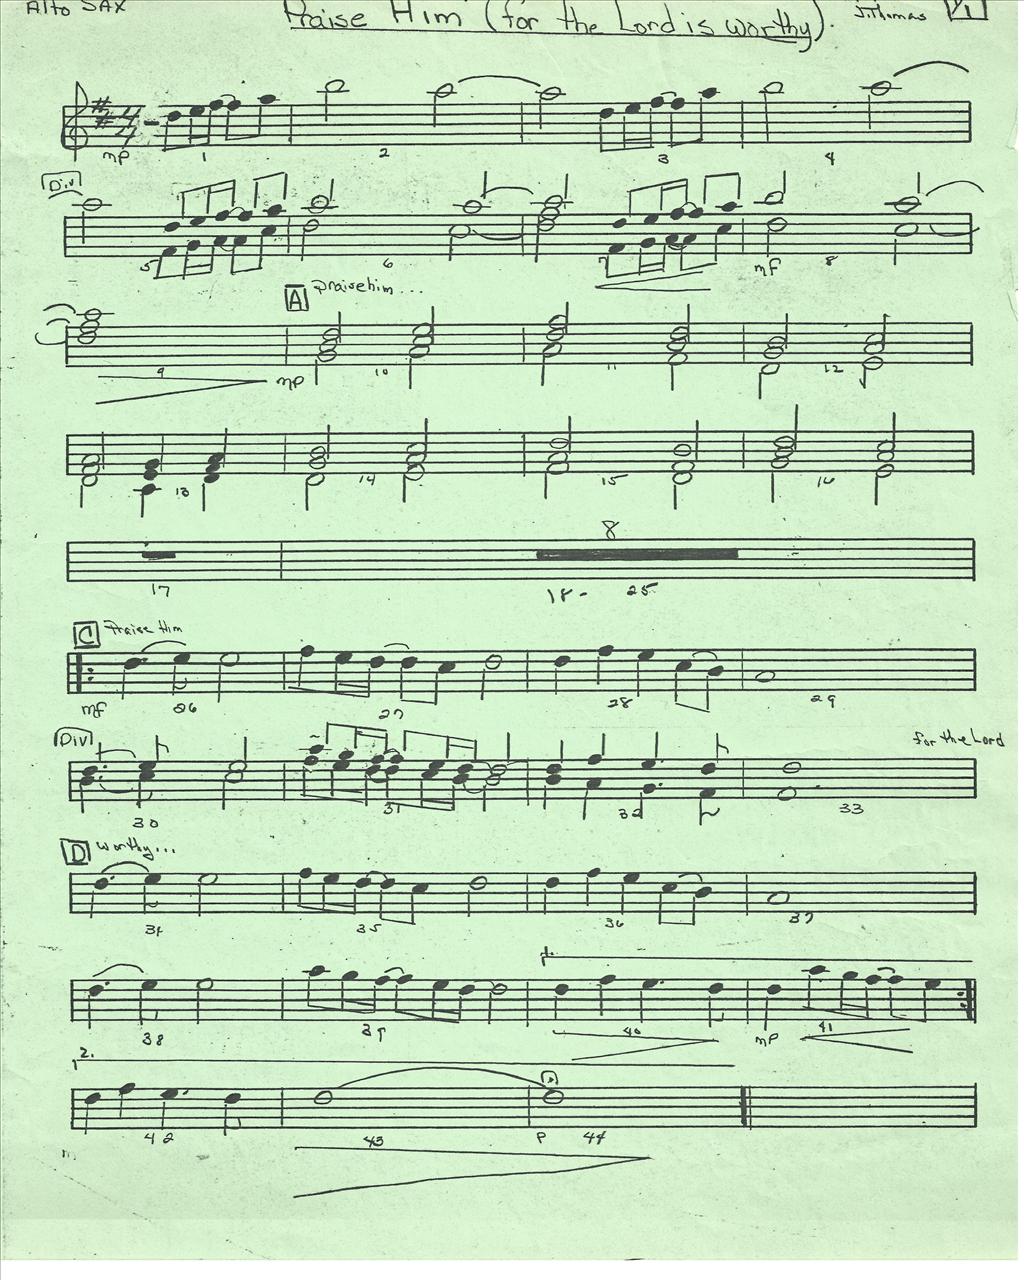 Alto SAX Praise Him (for the Lord is worthy). J.Thomas 1/1
mp 1 2 3 4
Div
5 6 7 mf 8
A praise him...
9 mp 10 11 12
13 14 15 16
8
17 18- 25
C Praise Him
mf 26 27 28 29
Div for the Lord
30 31 32 33
D worthy...
34 35 36 37
1.
38 39 40 mp 41
2.
42 43 P 44
m